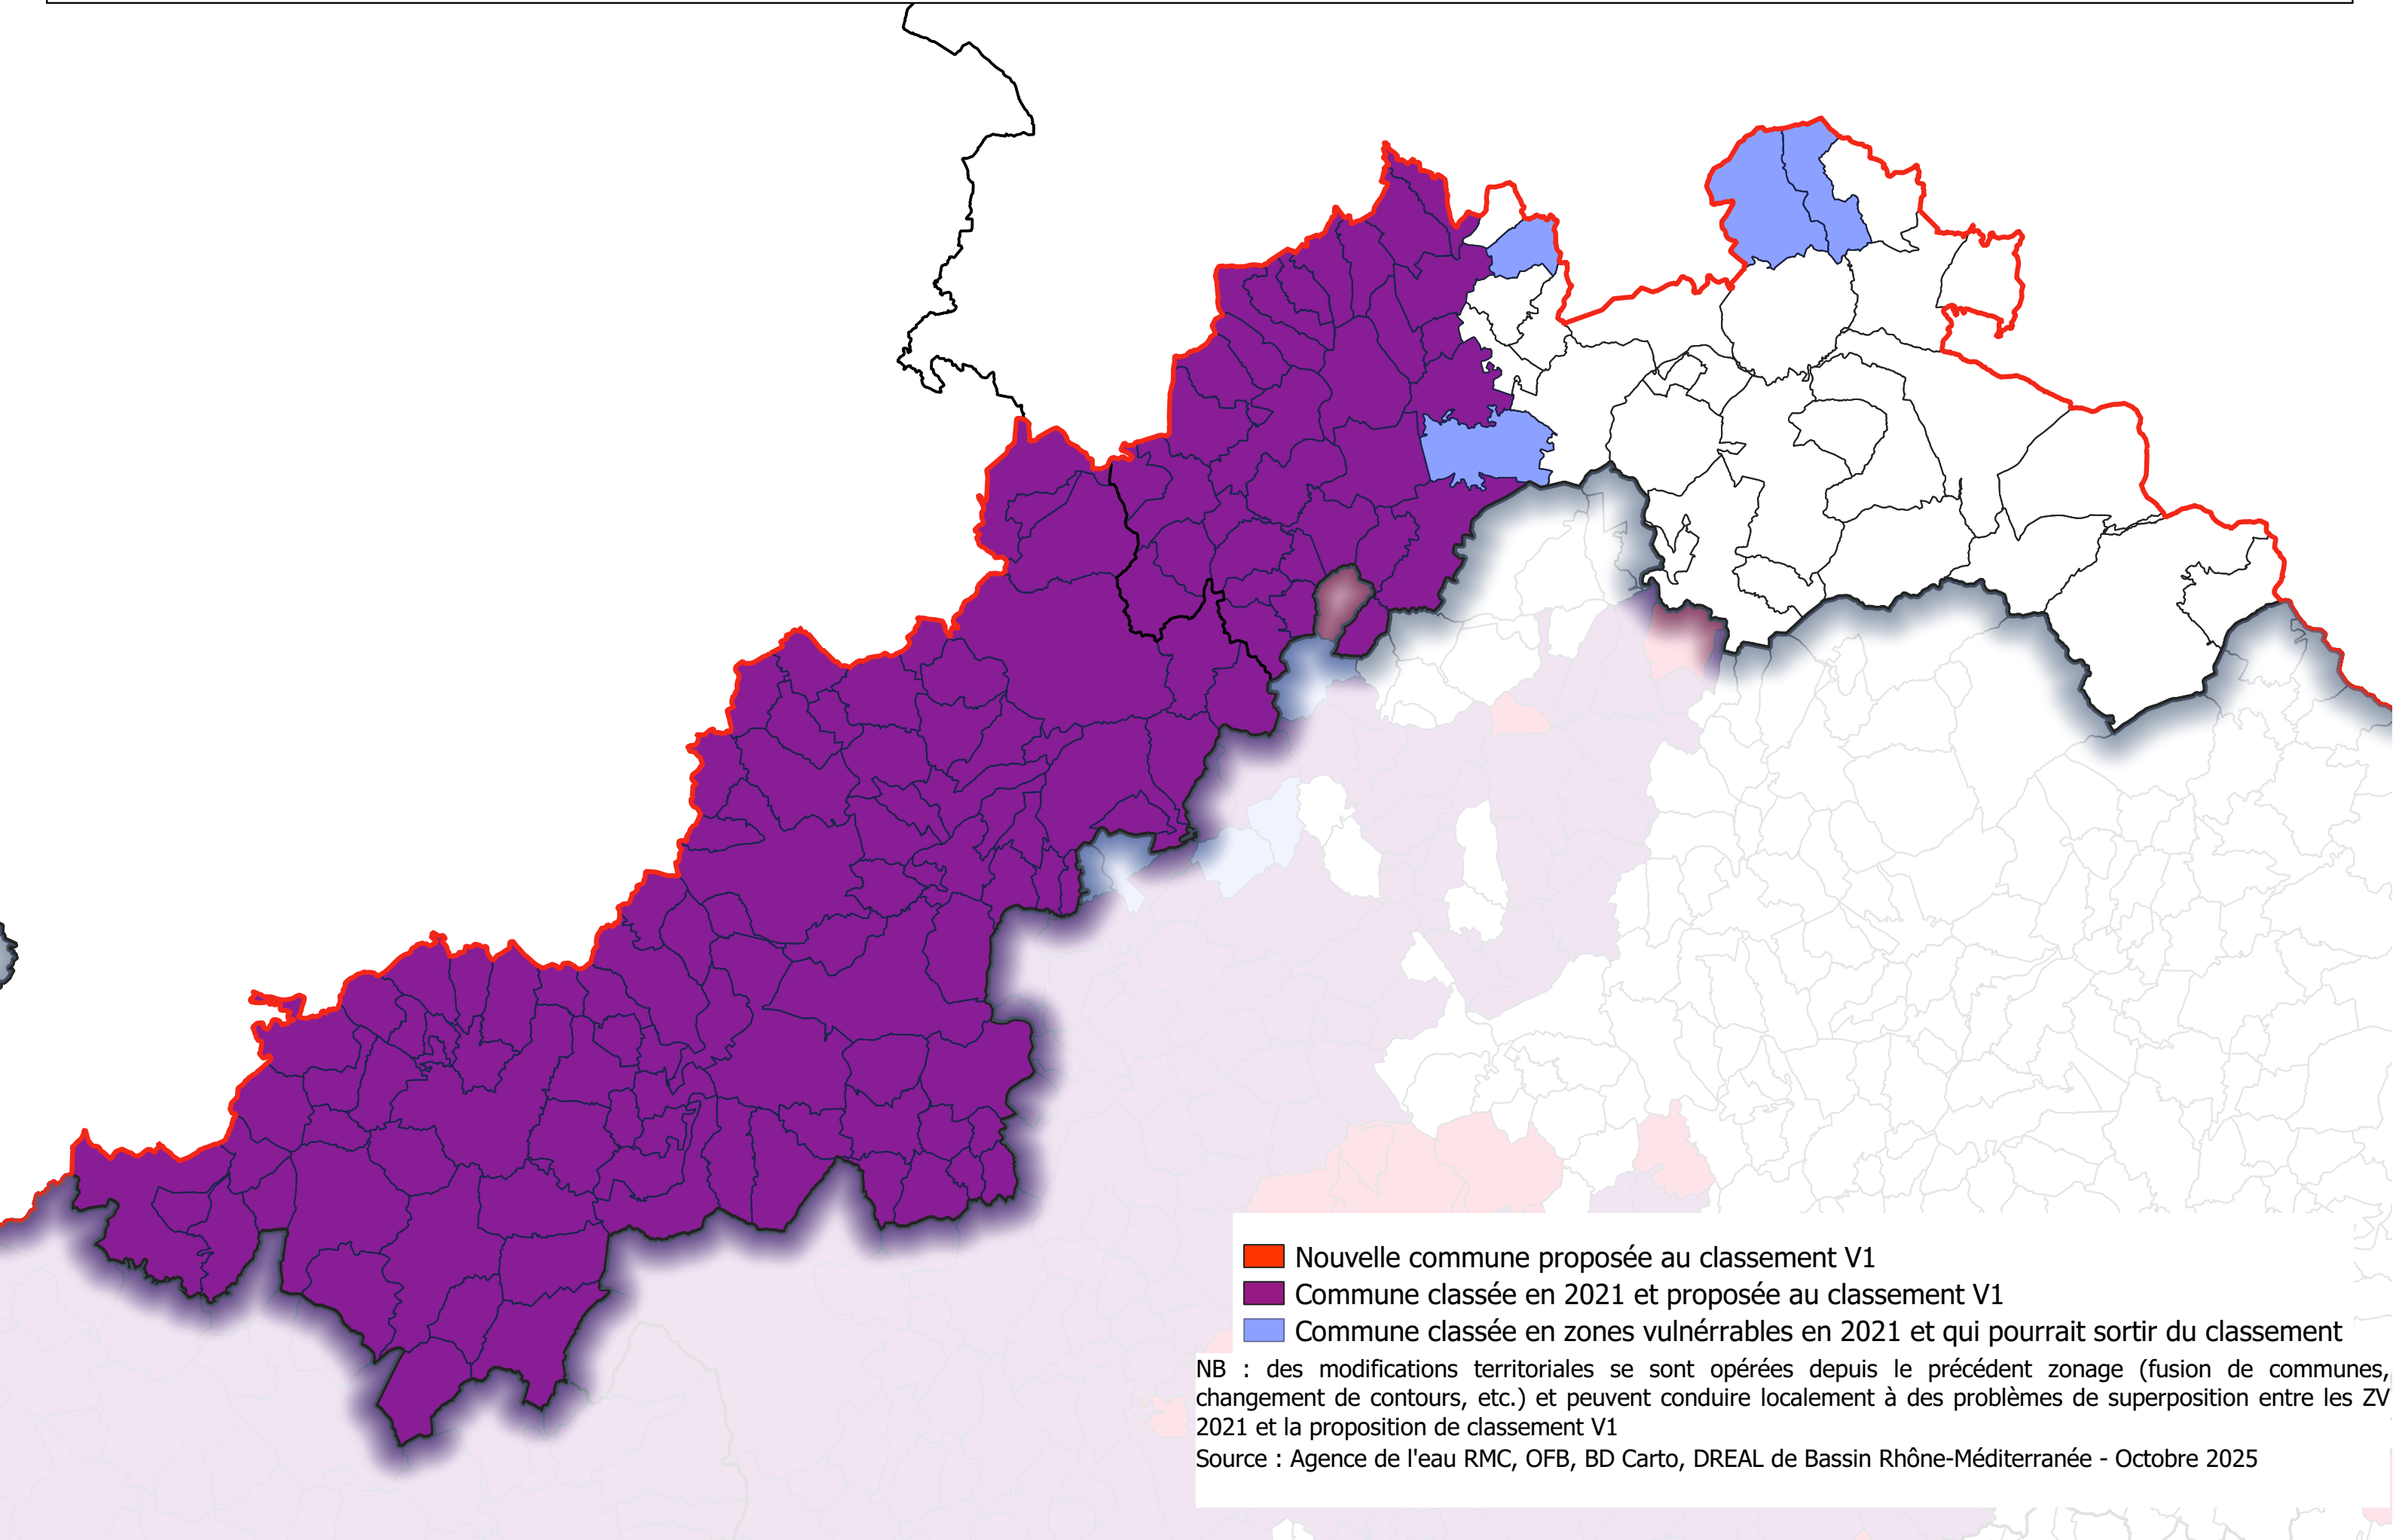 Nouvelle commune proposée au classement V1
Commune classée en 2021 et proposée au classement V1
Commune classée en zones vulnérrables en 2021 et qui pourrait sortir du classement
NB : des modifications territoriales se sont opérées depuis le précédent zonage (fusion de communes,
changement de contours, etc.) et peuvent conduire localement à des problèmes de superposition entre les ZV
2021 et la proposition de classement V1
Source : Agence de l'eau RMC, OFB, BD Carto, DREAL de Bassin Rhône-Méditerranée - Octobre 2025